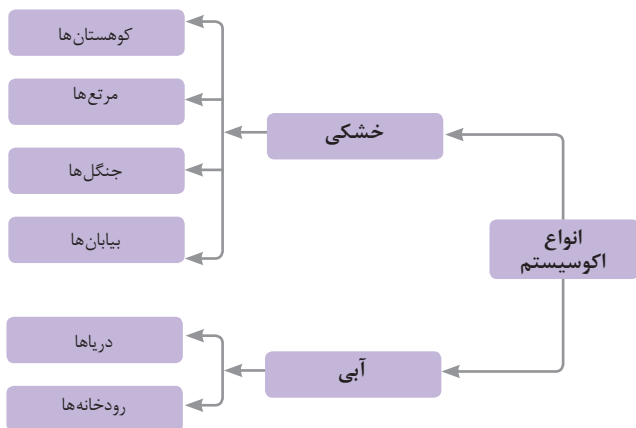 انواع
اکوسیستم
خشکی
کوهستان‌ها
مرتع‌ها
جنگل‌ها
بیابان‌ها
آبی
دریاها
رودخانه‌ها